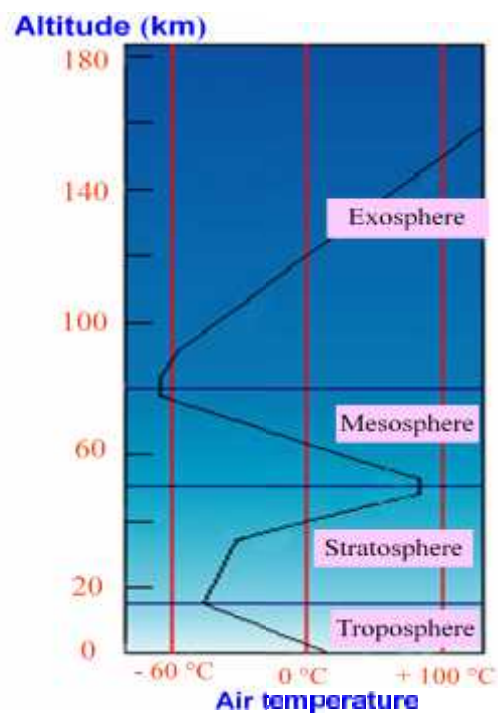 Altitude (km)
180
140
Exosphere
100
Mesosphere
60
Stratosphere
20
Troposphere
0
- 60 °C 0 °C + 100 °C
Air temperature